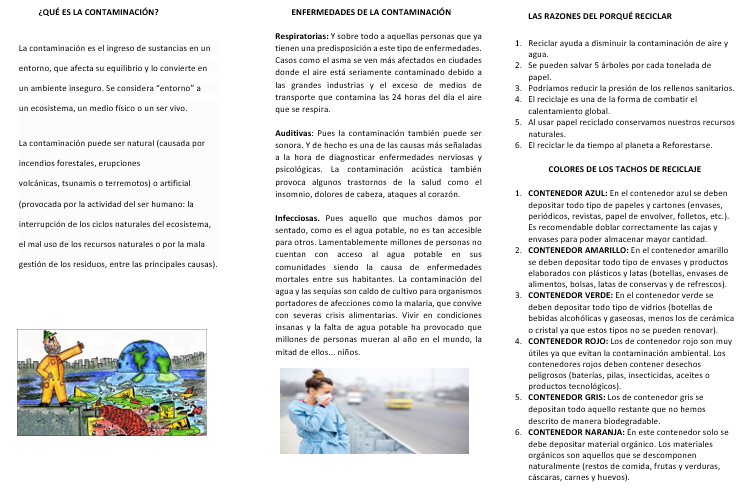 ¿QUÉ ES LA CONTAMINACIÓN?
La contaminación es el ingreso de sustancias en un
entorno, que afecta su equilibrio y lo convierte en
un ambiente inseguro. Se considera “entorno” a
un ecosistema, un medio físico o un ser vivo.
La contaminación puede ser natural (causada por
incendios forestales, erupciones
volcánicas, tsunamis o terremotos) o artificial
(provocada por la actividad del ser humano: la
interrupción de los ciclos naturales del ecosistema,
el mal uso de los recursos naturales o por la mala
gestión de los residuos, entre las principales causas).
ENFERMEDADES DE LA CONTAMINACIÓN
Respiratorias: Y sobre todo a aquellas personas que ya
tienen una predisposición a este tipo de enfermedades.
Casos como el asma se ven más afectados en ciudades
donde el aire está seriamente contaminado debido a
las grandes industrias y el exceso de medios de
transporte que contamina las 24 horas del día el aire
que se respira.
Auditivas: Pues la contaminación también puede ser
sonora. Y de hecho es una de las causas más señaladas
a la hora de diagnosticar enfermedades nerviosas y
psicológicas. La contaminación acústica también
provoca algunos trastornos de la salud como el
insomnio, dolores de cabeza, ataques al corazón.
Infecciosas. Pues aquello que muchos damos por
sentado, como es el agua potable, no es tan accesible
para otros. Lamentablemente millones de personas no
cuentan con acceso al agua potable en sus
comunidades siendo la causa de enfermedades
mortales entre sus habitantes. La contaminación del
agua y las sequias son caldo de cultivo para organismos
portadores de afecciones como la malaria, que convive
con severas crisis alimentarias. Vivir en condiciones
insanas y la falta de agua potable ha provocado que
millones de personas mueran al año en el mundo, la
mitad de ellos... niños.
LAS RAZONES DEL PORQUÉ RECICLAR
1. Reciclar ayuda a disminuir la contaminación de aire y
agua.
2. Se pueden salvar 5 árboles por cada tonelada de
papel.
3. Podríamos reducir la presión de los rellenos sanitarios.
4. El reciclaje es una de la forma de combatir el
calentamiento global.
5. Al usar papel reciclado conservamos nuestros recursos
naturales.
6. El reciclar le da tiempo al planeta a Reforestarse.
COLORES DE LOS TACHOS DE RECICLAJE
1. CONTENEDOR AZUL: En el contenedor azul se deben
depositar todo tipo de papeles y cartones (envases,
periódicos, revistas, papel de envolver, folletos, etc.).
Es recomendable doblar correctamente las cajas y
envases para poder almacenar mayor cantidad.
2. CONTENEDOR AMARILLO: En el contenedor amarillo
se deben depositar todo tipo de envases y productos
elaborados con plásticos y latas (botellas, envases de
alimentos, bolsas, latas de conservas y de refrescos).
3. CONTENEDOR VERDE: En el contenedor verde se
deben depositar todo tipo de vidrios (botellas de
bebidas alcohólicas y gaseosas, menos los de cerámica
o cristal ya que estos tipos no se pueden renovar).
4. CONTENEDOR ROJO: Los de contenedor rojo son muy
útiles ya que evitan la contaminación ambiental. Los
contenedores rojos deben contener desechos
peligrosos (baterías, pilas, insecticidas, aceites o
productos tecnológicos).
5. CONTENEDOR GRIS: Los de contenedor gris se
depositan todo aquello restante que no hemos
descrito de manera biodegradable.
6. CONTENEDOR NARANJA: En este contenedor solo se
debe depositar material orgánico. Los materiales
orgánicos son aquellos que se descomponen
naturalmente (restos de comida, frutas y verduras,
cáscaras, carnes y huevos).